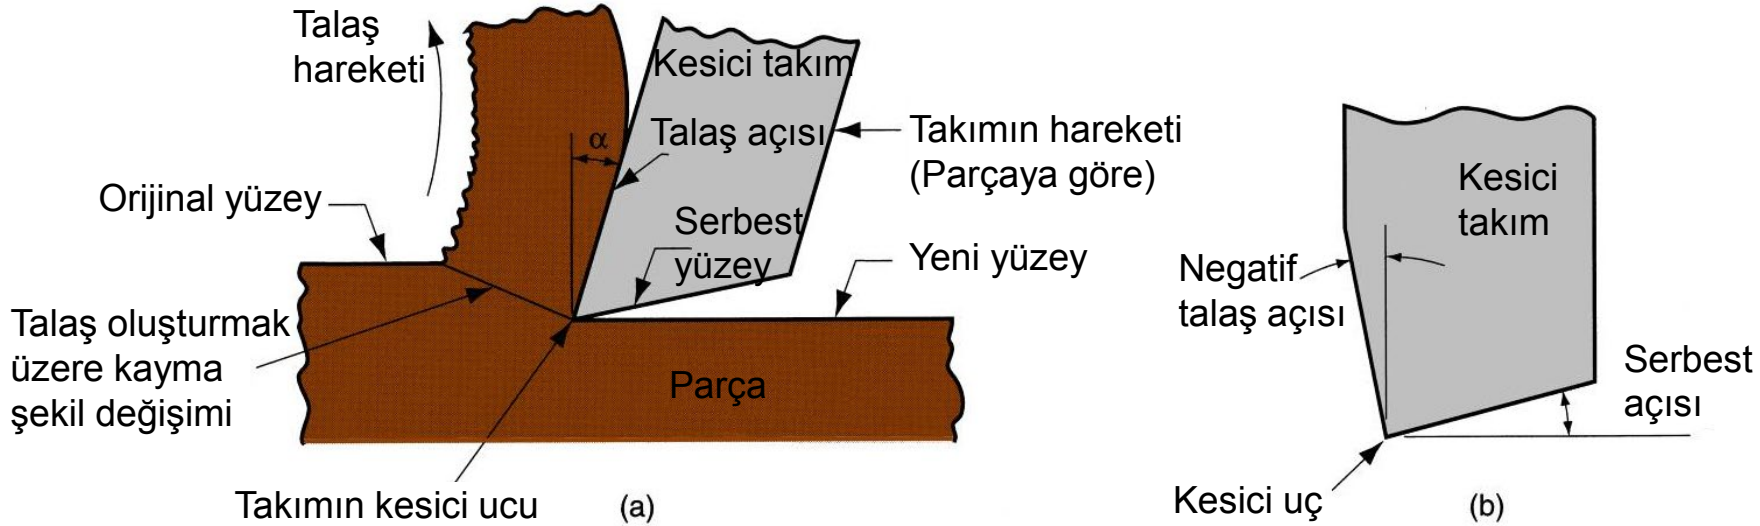 Talaş
hareketi
Kesici takım
α
Talaş açısı
Takımın hareketi
(Parçaya göre)
Orijinal yüzey
Serbest
yüzey
Yeni yüzey
Talaş oluşturmak
üzere kayma
şekil değişimi
Parça
Takımın kesici ucu
(a)
Kesici
takım
Negatif
talaş açısı
Serbest
açısı
Kesici uç
(b)